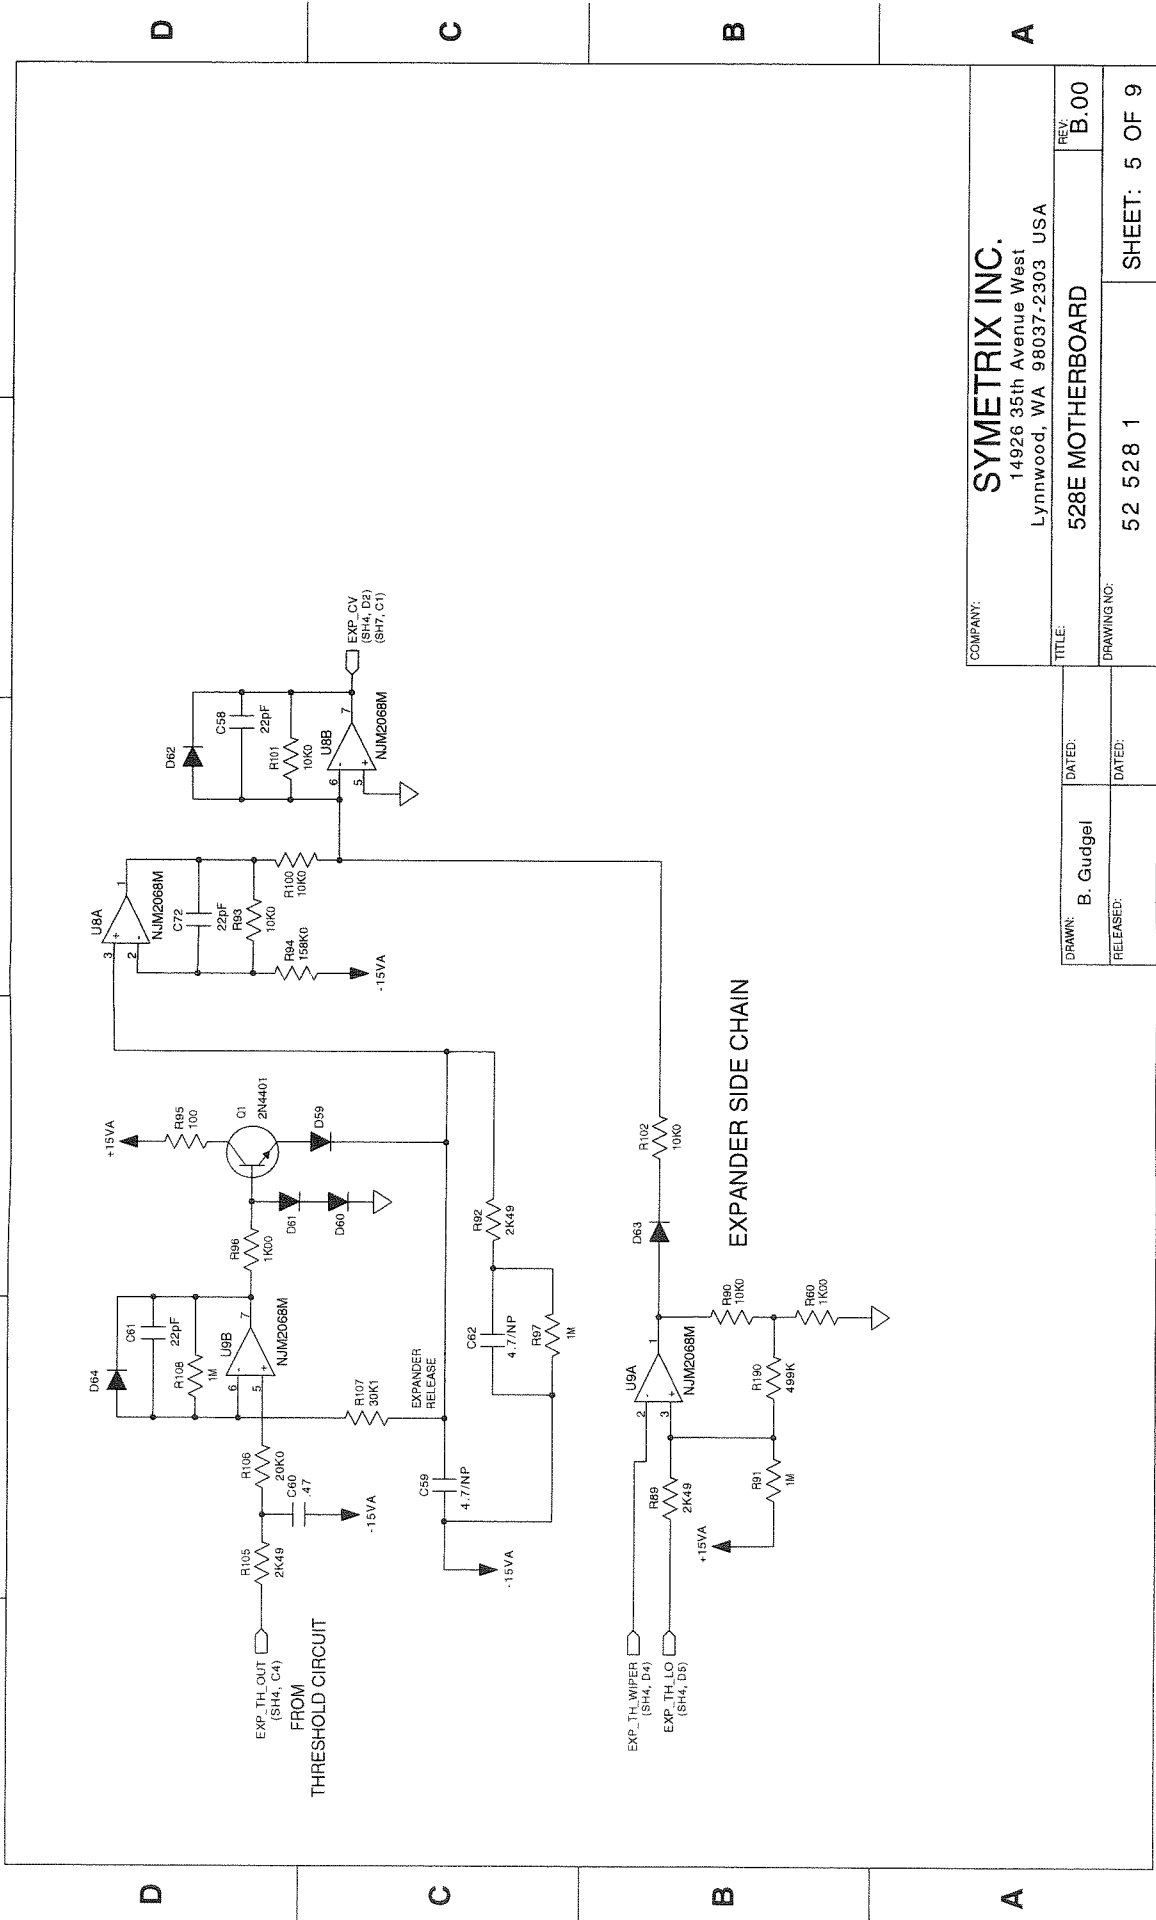 D
C
B
A
D64
C61
22pF
R108
1M
U9B
6
5
7
NJM2068M
R96
1K00
D61
D60
+15VA
R95
100
Q1
2N4401
D59
EXP_TH_OUT
(SH4, C4)
FROM
THRESHOLD CIRCUIT
R105
2K49
R106
20K0
C60
.47
-15VA
R107
30K1
EXPANDER
RELEASE
C59
4.7/NP
-15VA
C62
4.7/NP
R97
1M
R92
2K49
U8A
3
2
1
NJM2068M
C72
22pF
R93
10K0
R94
158K0
-15VA
R100
10K0
D62
C58
22pF
R101
10K0
U8B
6
5
7
NJM2068M
EXP_CV
(SH4, D2)
(SH7, C1)
EXP_TH_WIPER
(SH4, D4)
EXP_TH_LO
(SH4, D5)
R89
2K49
+15VA
R91
1M
U9A
2
3
1
NJM2068M
R190
499K
R90
10K0
R60
1K00
D63
R102
10K0
EXPANDER SIDE CHAIN
D
C
B
A
COMPANY:
SYMETRIX INC.
14926 35th Avenue West
Lynnwood, WA 98037-2303 USA
TITLE:
528E MOTHERBOARD
REV:
B.00
DRAWING NO:
52 528 1
SHEET: 5 OF 9
DRAWN:
B. Gudgel
DATED:
RELEASED:
DATED: